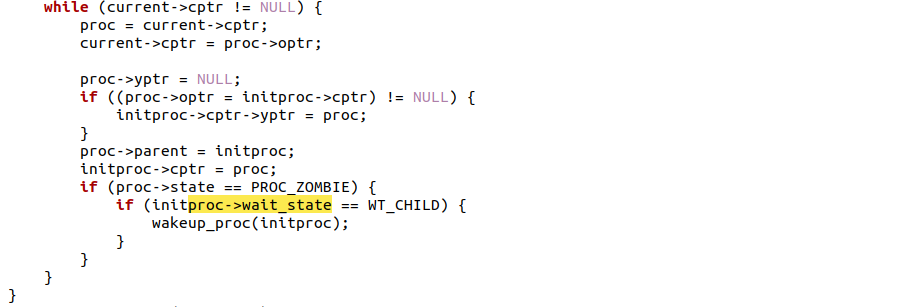 while (current->cptr != NULL) {
proc = current->cptr;
current->cptr = proc->optr;
proc->yptr = NULL;
if ((proc->optr = initproc->cptr) != NULL) {
initproc->cptr->yptr = proc;
}
proc->parent = initproc;
initproc->cptr = proc;
if (proc->state == PROC_ZOMBIE) {
if (initproc->wait_state == WT_CHILD) {
wakeup_proc(initproc);
}
}
}
}